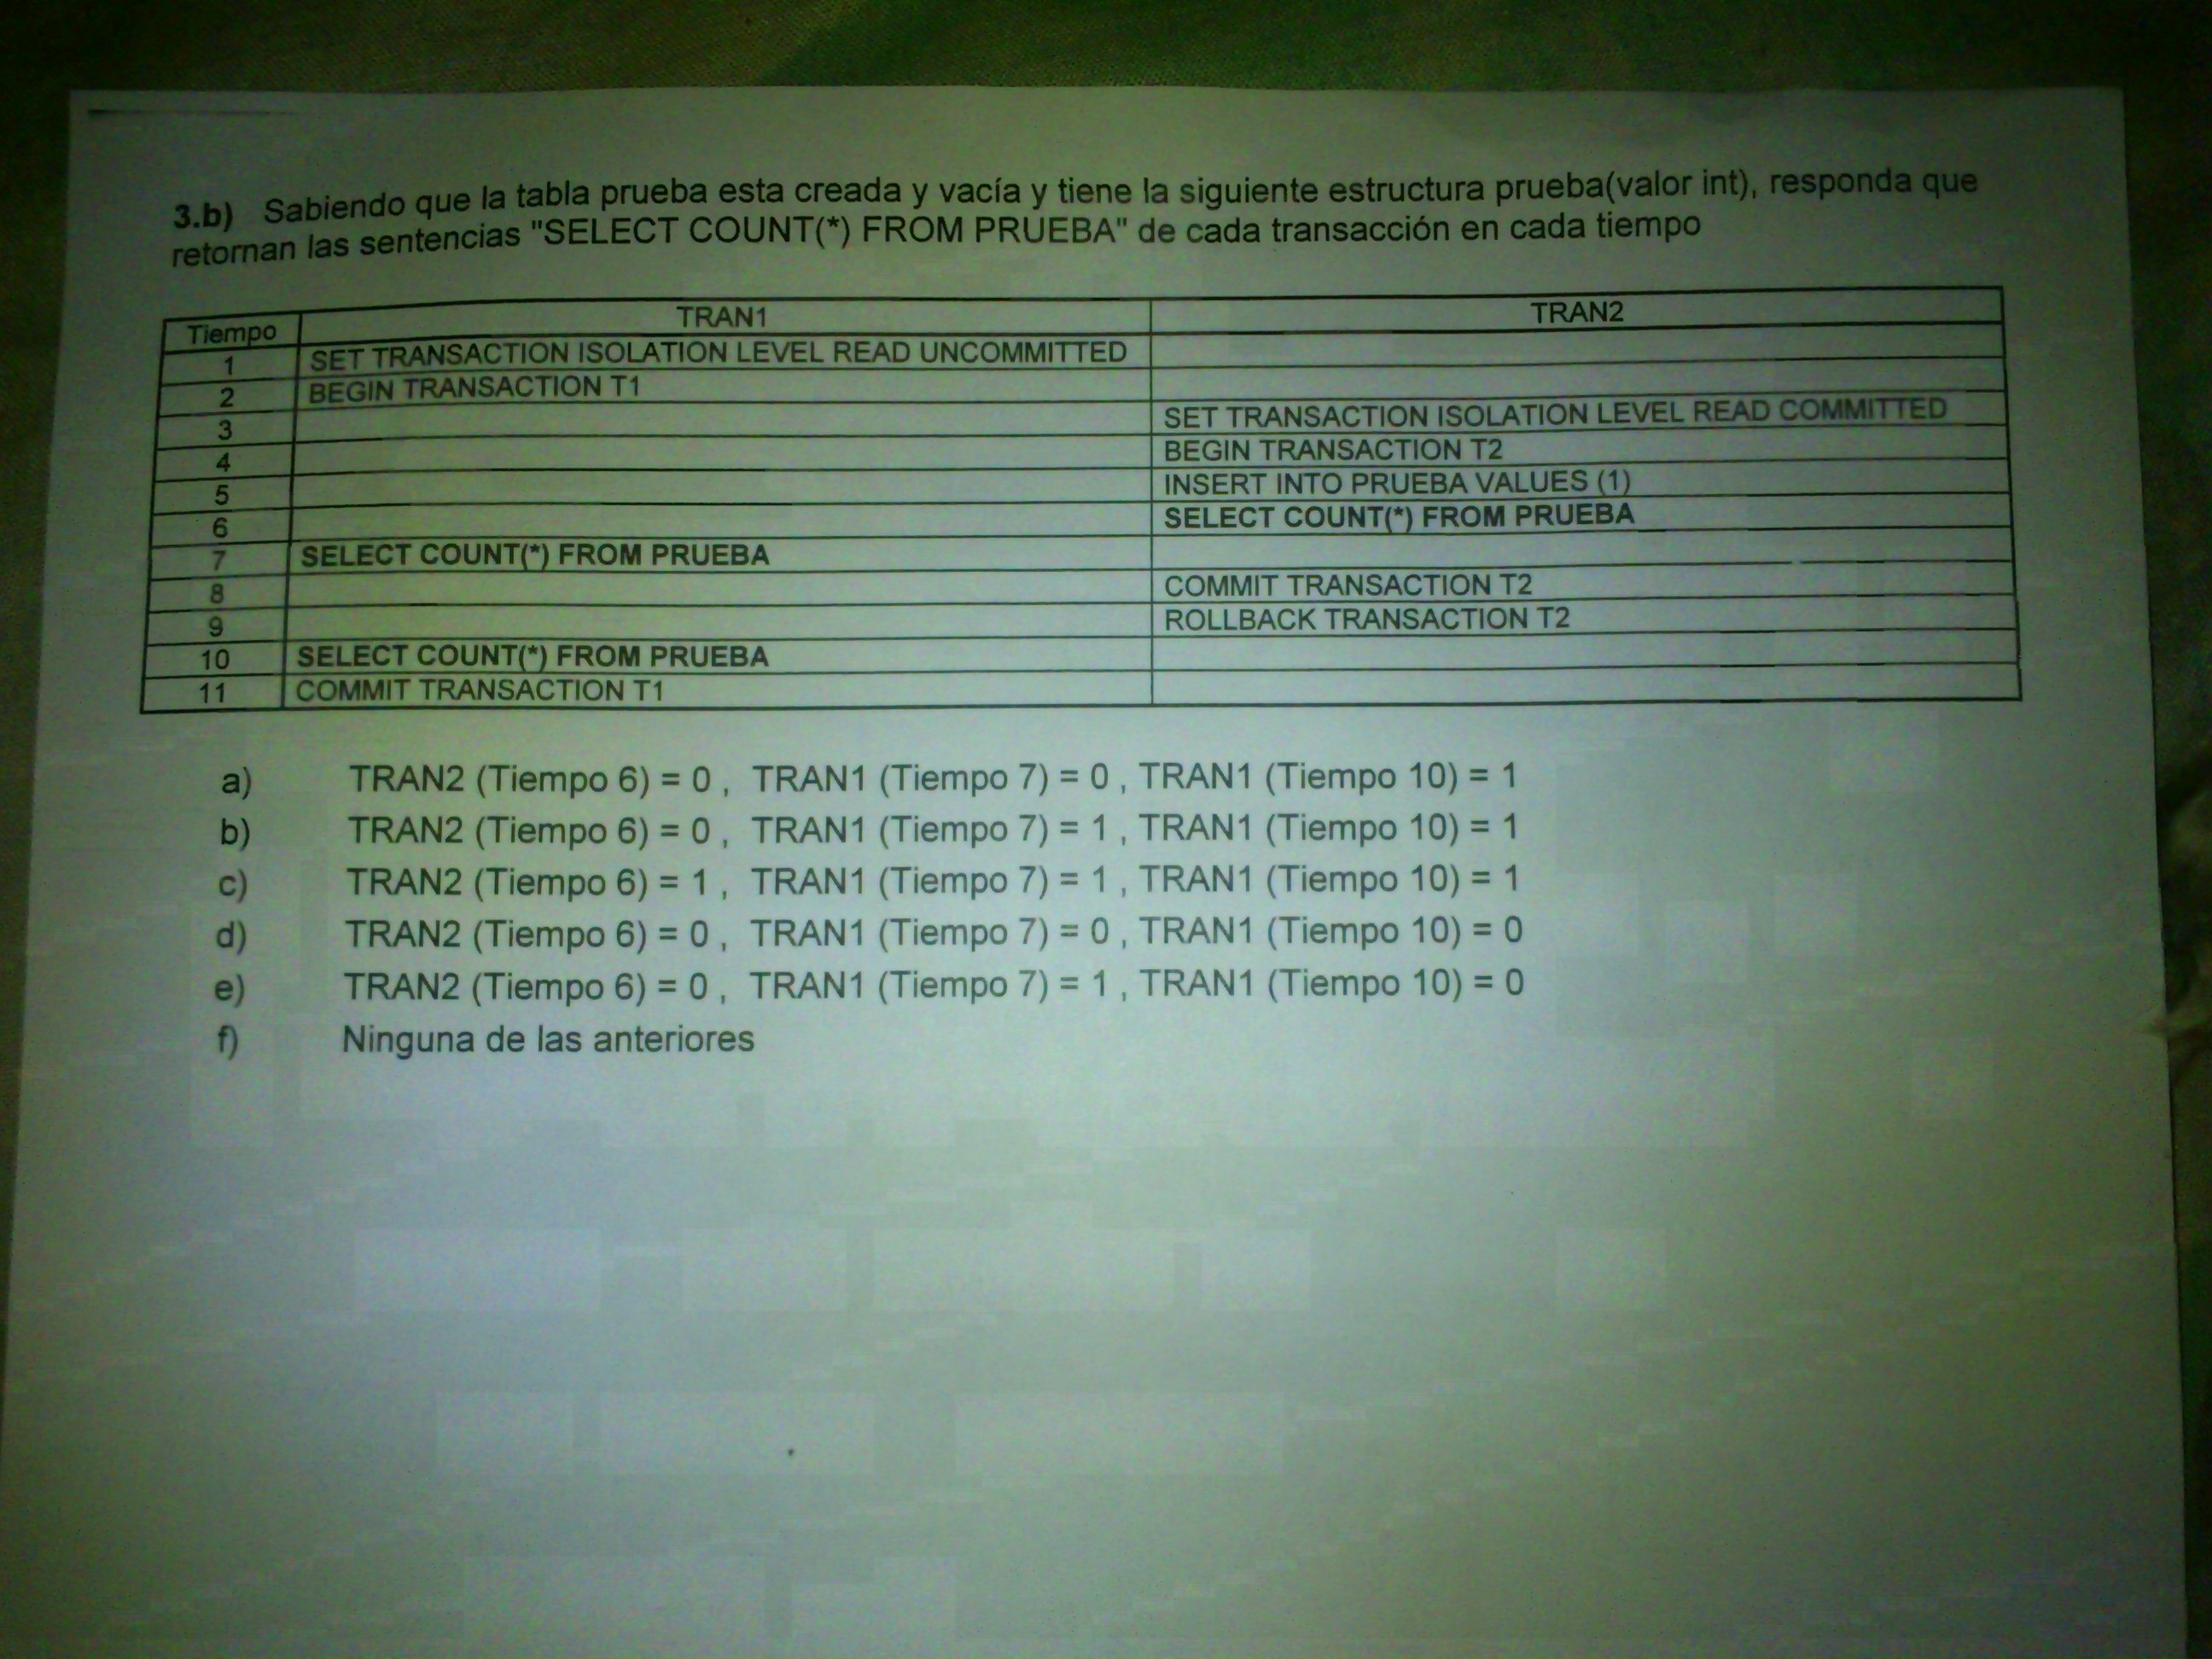 3.b) Sabiendo que la tabla prueba esta creada y vacía y tiene la siguiente estructura prueba(valor int), responda que
retornan las sentencias "SELECT COUNT(*) FROM PRUEBA" de cada transacción en cada tiempo
Tiempo TRAN1 TRAN2
1 SET TRANSACTION ISOLATION LEVEL READ UNCOMMITTED
2 BEGIN TRANSACTION T1
3 SET TRANSACTION ISOLATION LEVEL READ COMMITTED
4 BEGIN TRANSACTION T2
5 INSERT INTO PRUEBA VALUES (1)
6 SELECT COUNT(*) FROM PRUEBA
7 SELECT COUNT(*) FROM PRUEBA
8 COMMIT TRANSACTION T2
9 ROLLBACK TRANSACTION T2
10 SELECT COUNT(*) FROM PRUEBA
11 COMMIT TRANSACTION T1
a) TRAN2 (Tiempo 6) = 0 , TRAN1 (Tiempo 7) = 0 , TRAN1 (Tiempo 10) = 1
b) TRAN2 (Tiempo 6) = 0 , TRAN1 (Tiempo 7) = 1 , TRAN1 (Tiempo 10) = 1
c) TRAN2 (Tiempo 6) = 1 , TRAN1 (Tiempo 7) = 1 , TRAN1 (Tiempo 10) = 1
d) TRAN2 (Tiempo 6) = 0 , TRAN1 (Tiempo 7) = 0 , TRAN1 (Tiempo 10) = 0
e) TRAN2 (Tiempo 6) = 0 , TRAN1 (Tiempo 7) = 1 , TRAN1 (Tiempo 10) = 0
f) Ninguna de las anteriores